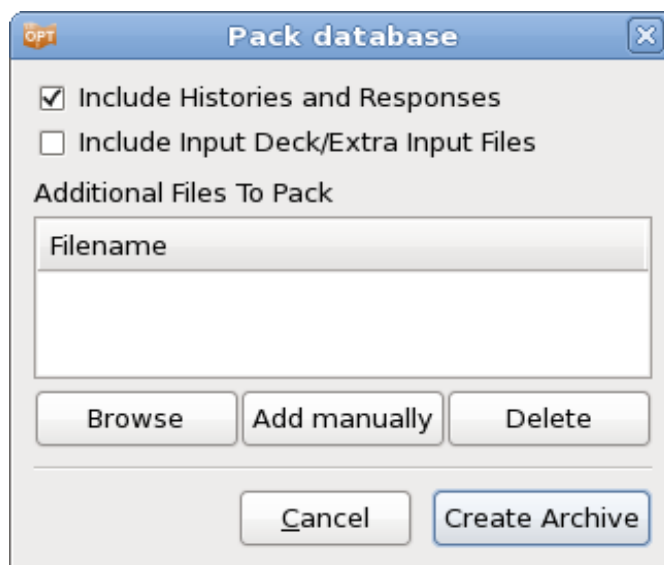 OPT Pack database
Include Histories and Responses
Include Input Deck/Extra Input Files
Additional Files To Pack
Filename
Browse Add manually Delete
Cancel Create Archive